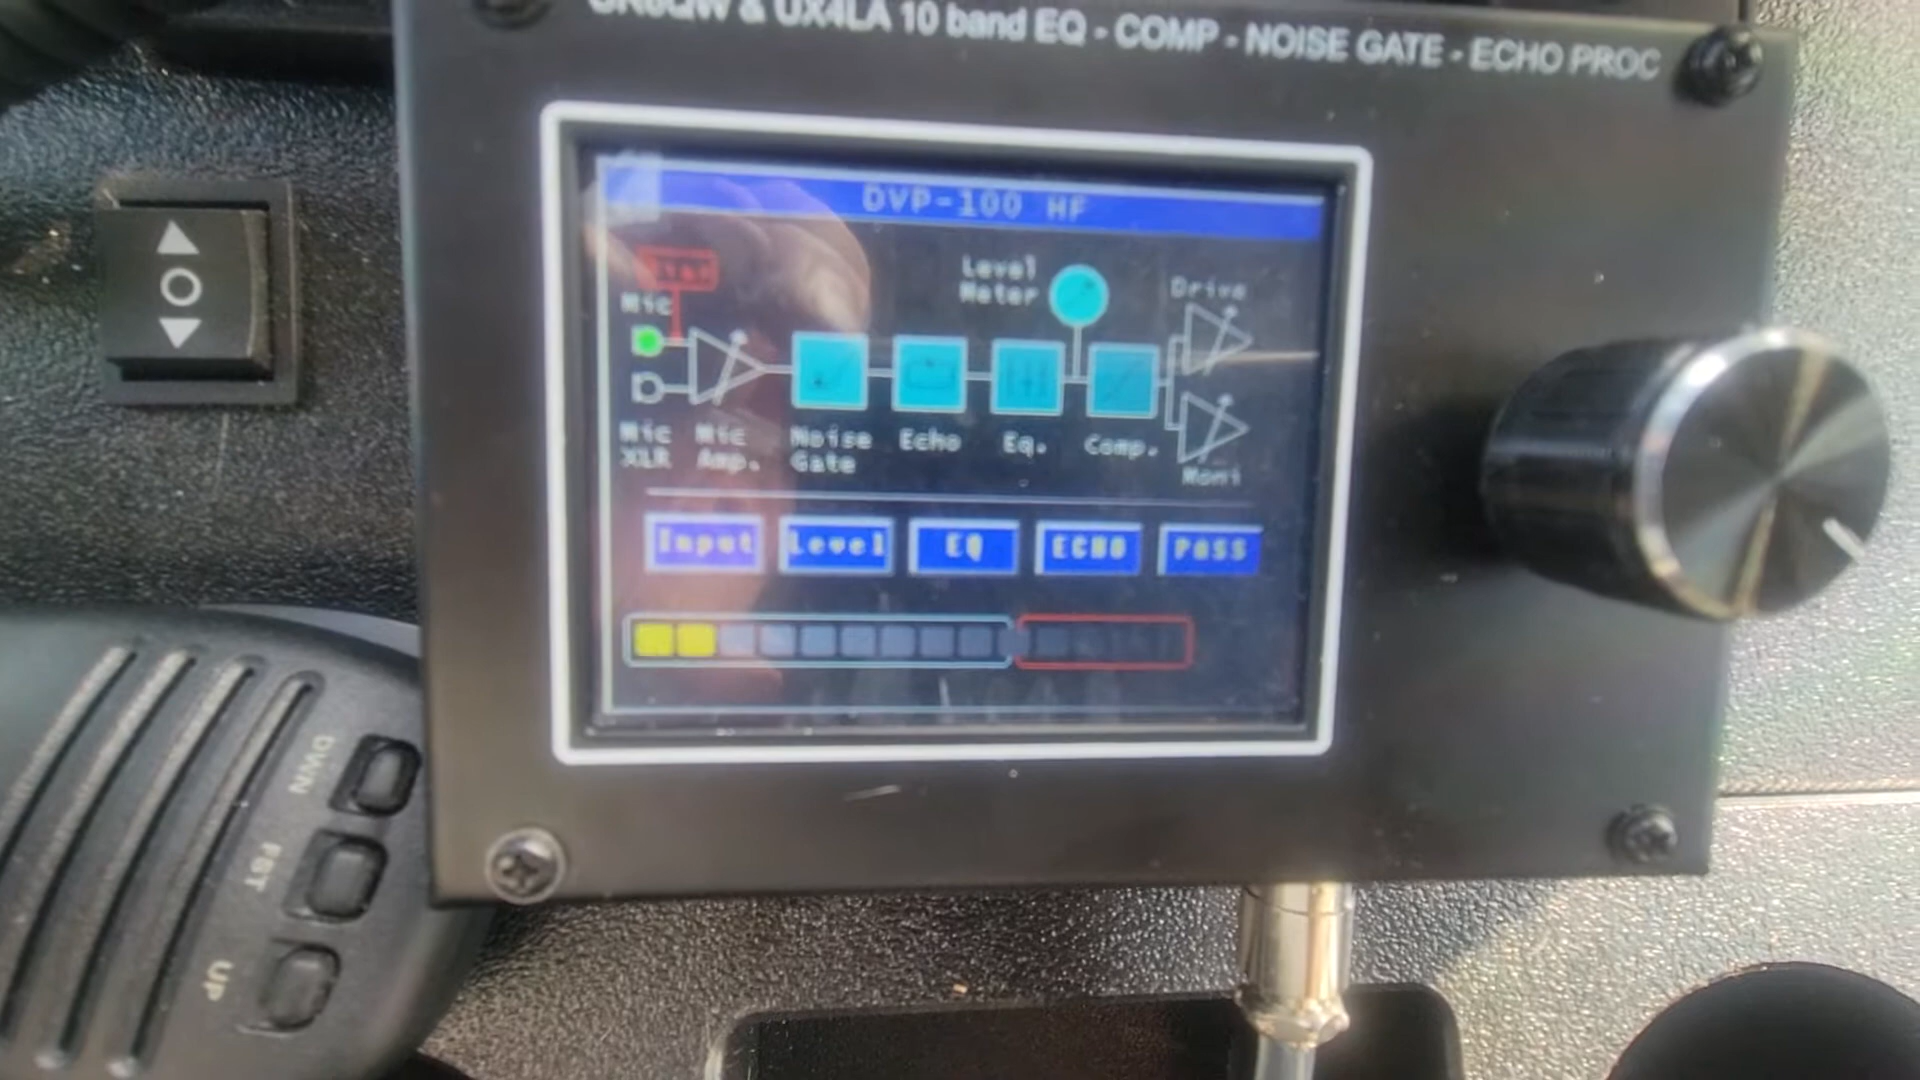 & UX4LA 10 band EQ - COMP - NOISE GATE - ECHO PROC
DVP-100 HF
Level
Meter
Drive
Mic
Mic
XLR
Mic
Amp.
Noise
Gate
Echo
Eq.
Comp.
Moni
Input
Level
EQ
ECHO
PASS
DWN
FST
UP